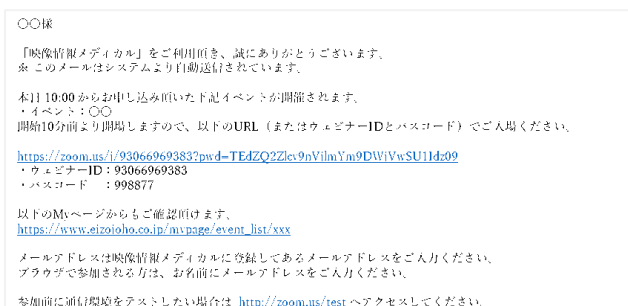 〇〇様
「映像情報メディカル」をご利用頂き、誠にありがとうございます。
※ このメールはシステムより自動送信されています。
本日 10:00 からお申し込み頂いた下記イベントが開催されます。
・イベント：〇〇
開始10分前より開場しますので、以下のURL（またはウェビナーIDとパスコード）でご入場ください。
https://zoom.us/j/93066969383?pwd=TEdZQ2Zlcv9nVilmYm9DWiVwSU1Idz09
・ウェビナーID：93066969383
・パスコード　：998877
以下のMyページからもご確認頂けます。
https://www.eizojoho.co.jp/mypage/event_list/xxx
メールアドレスは映像情報メディカルに登録してあるメールアドレスをご入力ください。
ブラウザで参加される方は、お名前にメールアドレスをご入力ください。
参加前に通信環境をテストしたい場合は http://zoom.us/test へアクセスしてください。